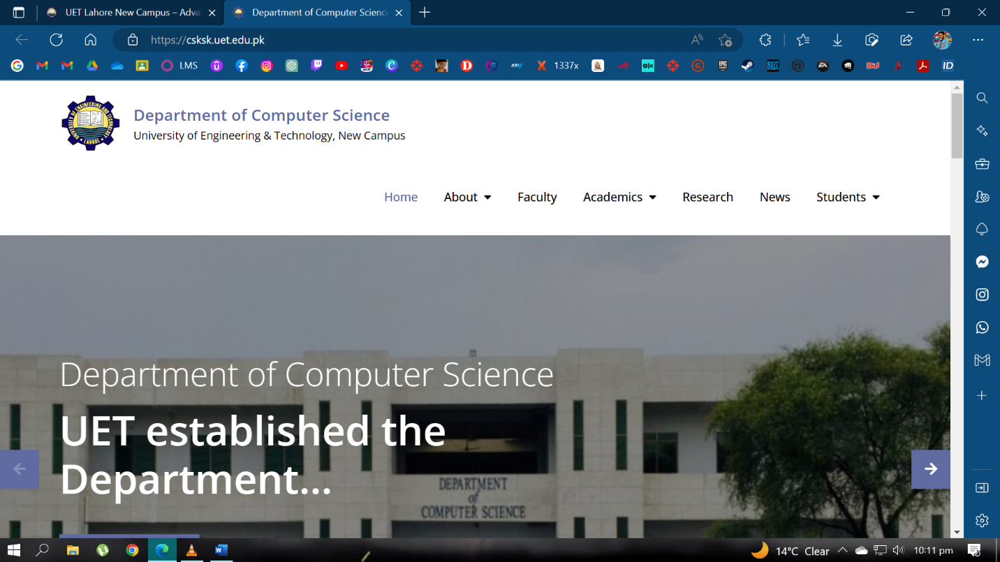 UET Lahore New Campus – Adva
Department of Computer Scienc
https://csksk.uet.edu.pk
LMS
1337x
Department of Computer Science
University of Engineering & Technology, New Campus
Home About Faculty Academics Research News Students
Department of Computer Science
UET established the
Department...
DEPARTMENT
of
COMPUTER SCIENCE
14°C Clear
10:11 pm